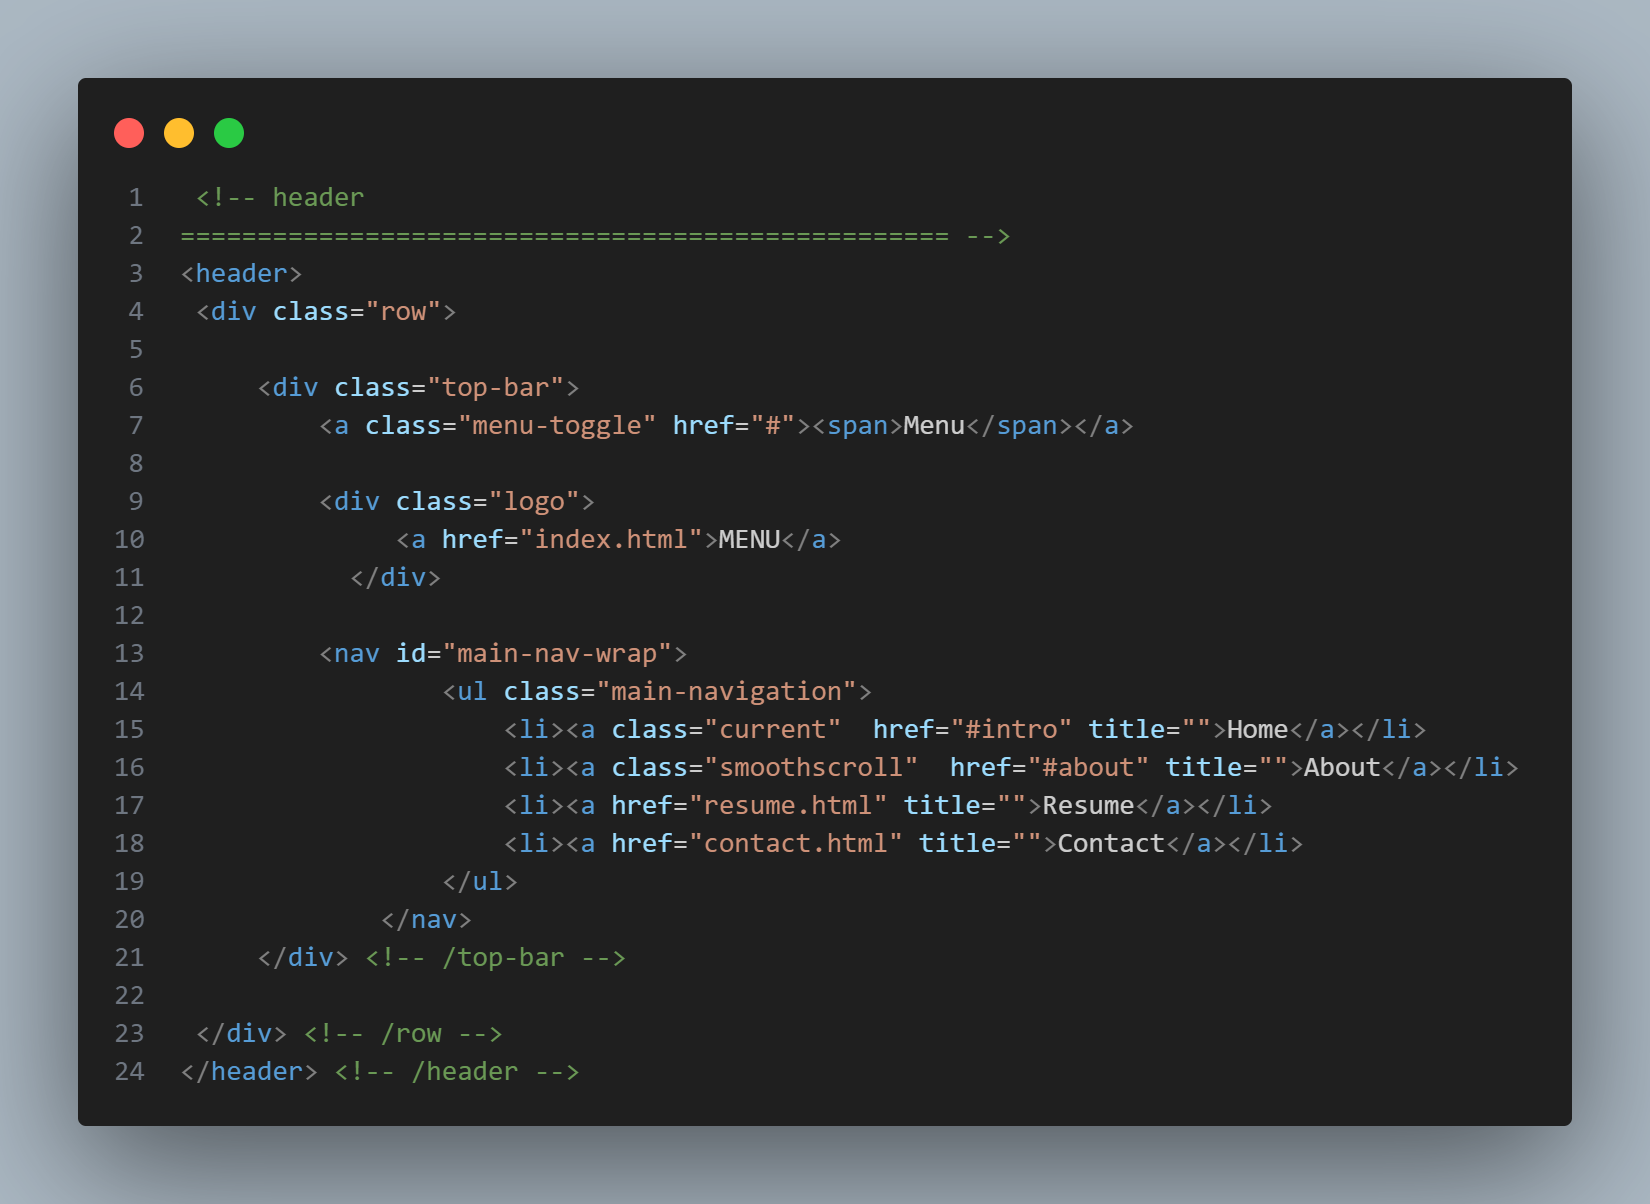 1 <!-- header
2 ================================================== -->
3 <header>
4 <div class="row">
5
6 <div class="top-bar">
7 <a class="menu-toggle" href="#"><span>Menu</span></a>
8
9 <div class="logo">
10 <a href="index.html">MENU</a>
11 </div>
12
13 <nav id="main-nav-wrap">
14 <ul class="main-navigation">
15 <li><a class="current"  href="#intro" title="">Home</a></li>
16 <li><a class="smoothscroll"  href="#about" title="">About</a></li>
17 <li><a href="resume.html" title="">Resume</a></li>
18 <li><a href="contact.html" title="">Contact</a></li>
19 </ul>
20 </nav>
21 </div> <!-- /top-bar -->
22
23 </div> <!-- /row -->
24 </header> <!-- /header -->